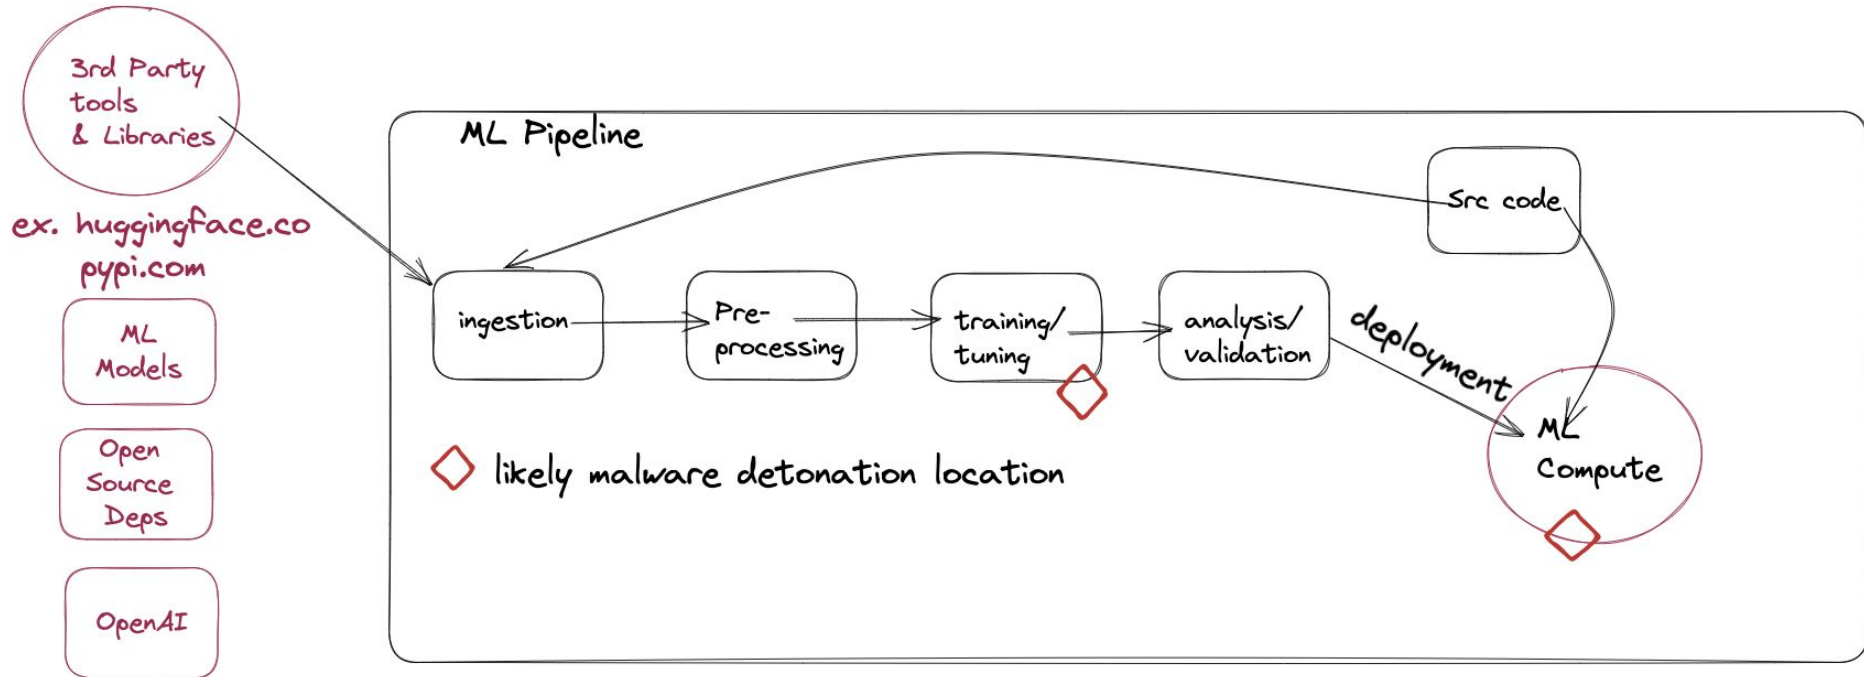 3rd Party
tools
& Libraries
ex. huggingface.co
pypi.com
ML
Models
Open
Source
Deps
OpenAI
ML Pipeline
Src code
ingestion
Pre-
processing
training/
tuning
analysis/
validation
deployment
ML
Compute
likely malware detonation location